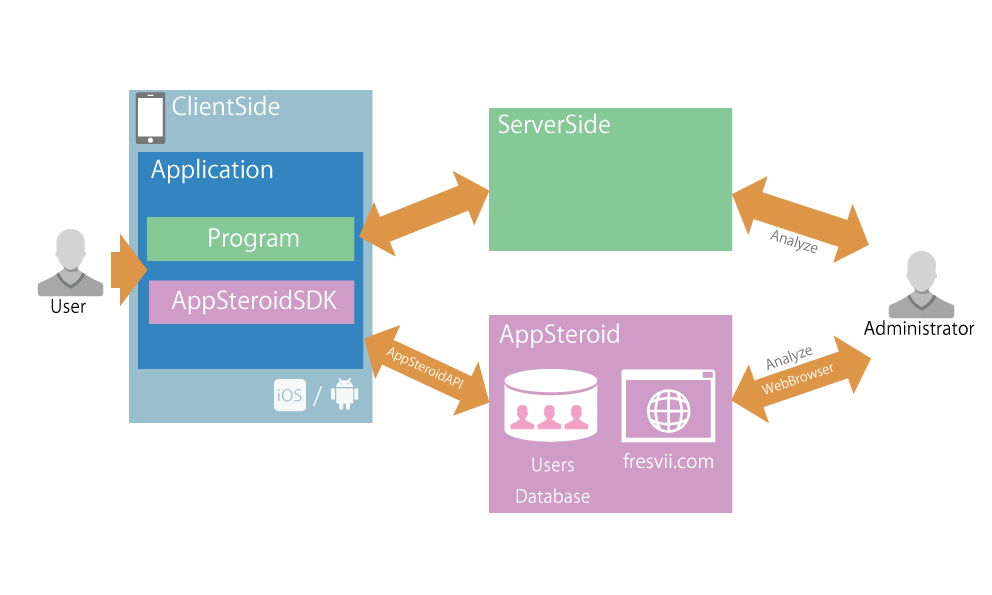 ClientSide
Application
Program
AppSteroidSDK
iOS /
User
ServerSide
Analyze
AppSteroidAPI
AppSteroid
Users
Database
fresvii.com
Analyze
WebBrowser
Administrator